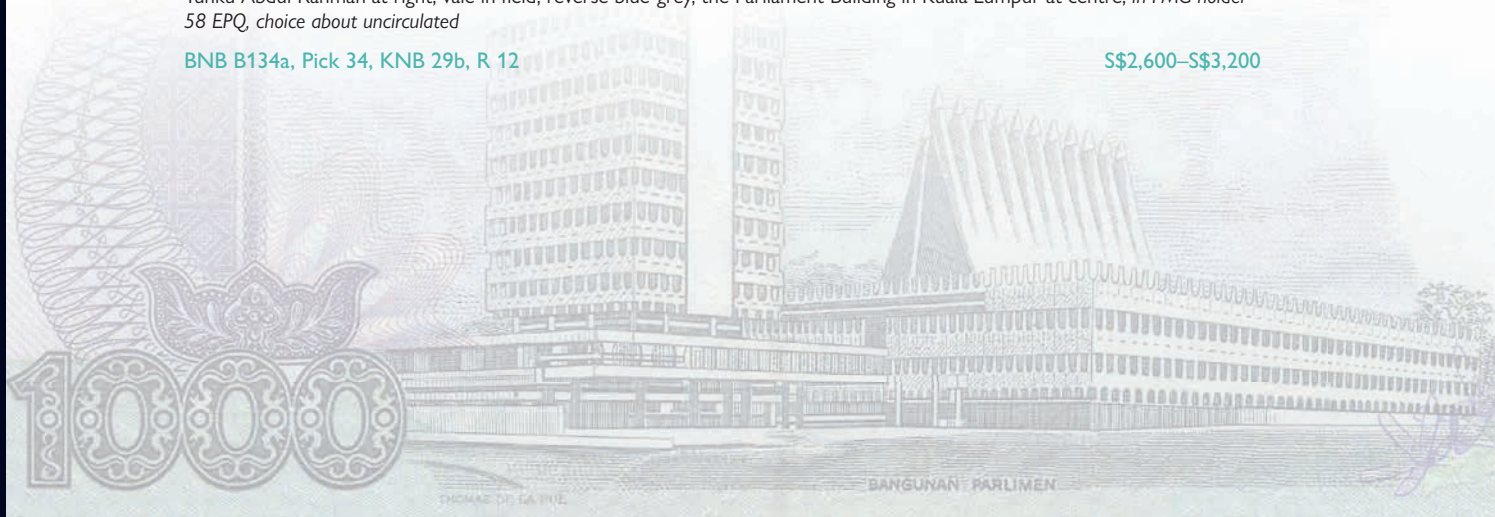 Tunku Abdul Rahman at right, vale in field, reverse blue-grey, the Parliament Building in Kuala Lumpur at centre, in PMG holder
58 EPQ, choice about uncirculated
BNB B134a, Pick 34, KNB 29b, R 12 S$2,600–S$3,200
1000
THOMAS DE LA RUE
BANGUNAN PARLIMEN